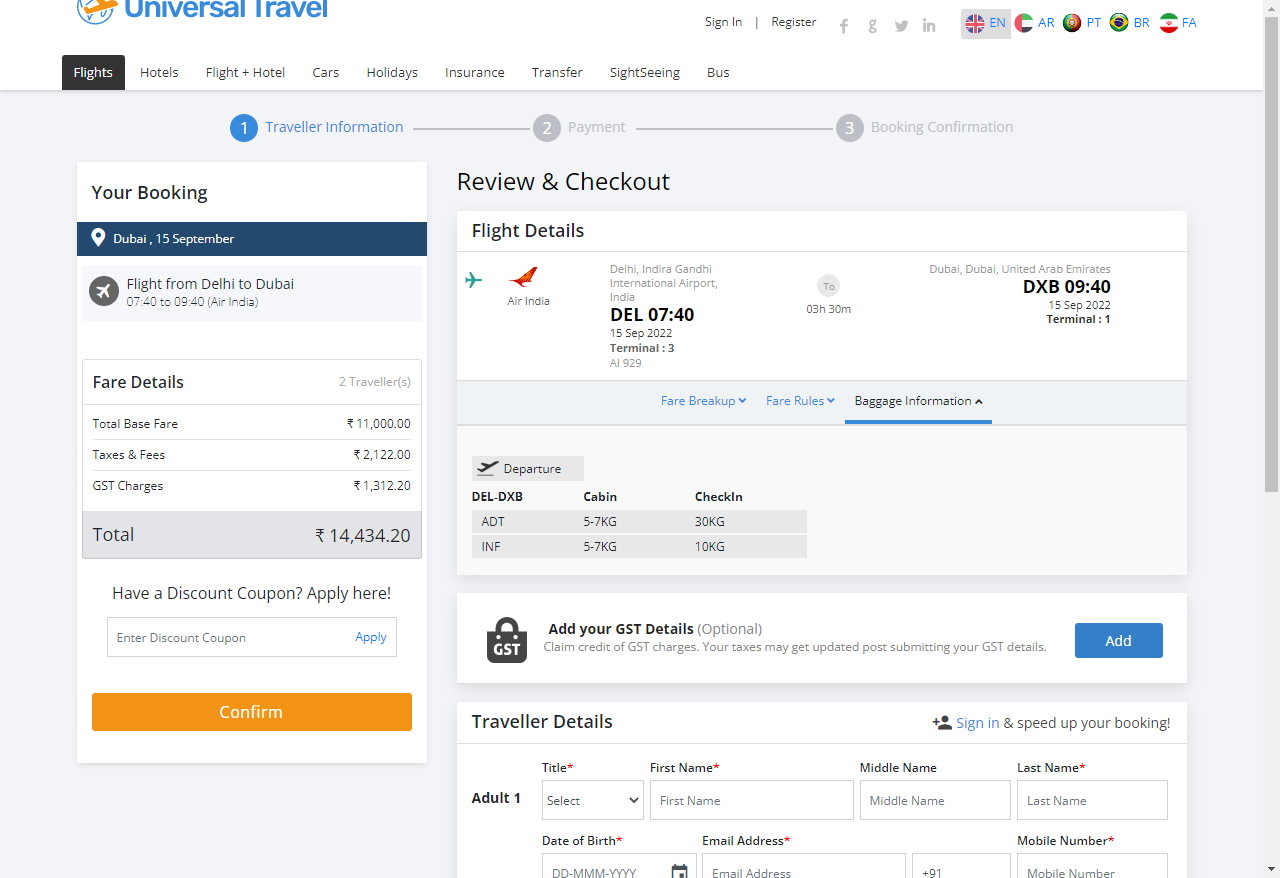 Universal Travel
Sign In | Register
EN AR PT BR FA
Flights Hotels Flight + Hotel Cars Holidays Insurance Transfer SightSeeing Bus
1 Traveller Information 2 Payment 3 Booking Confirmation
Your Booking
Dubai , 15 September
Flight from Delhi to Dubai
07:40 to 09:40 (Air India)
Fare Details 2 Traveller(s)
Total Base Fare ₹ 11,000.00
Taxes & Fees ₹ 2,122.00
GST Charges ₹ 1,312.20
Total ₹ 14,434.20
Have a Discount Coupon? Apply here!
Enter Discount Coupon Apply
Confirm
Review & Checkout
Flight Details
Air India
Delhi, Indira Gandhi
International Airport,
India
DEL 07:40
15 Sep 2022
Terminal : 3
AI 929
To
03h 30m
Dubai, Dubai, United Arab Emirates
DXB 09:40
15 Sep 2022
Terminal : 1
Fare Breakup Fare Rules Baggage Information
Departure
DEL-DXB Cabin CheckIn
ADT 5-7KG 30KG
INF 5-7KG 10KG
GST
Add your GST Details (Optional)
Claim credit of GST charges. Your taxes may get updated post submitting your GST details.
Add
Traveller Details Sign in & speed up your booking!
Title* First Name* Middle Name Last Name*
Adult 1 Select First Name Middle Name Last Name
Date of Birth* Email Address* Mobile Number*
DD-MMM-YYYY Email Address +91 Mobile Number